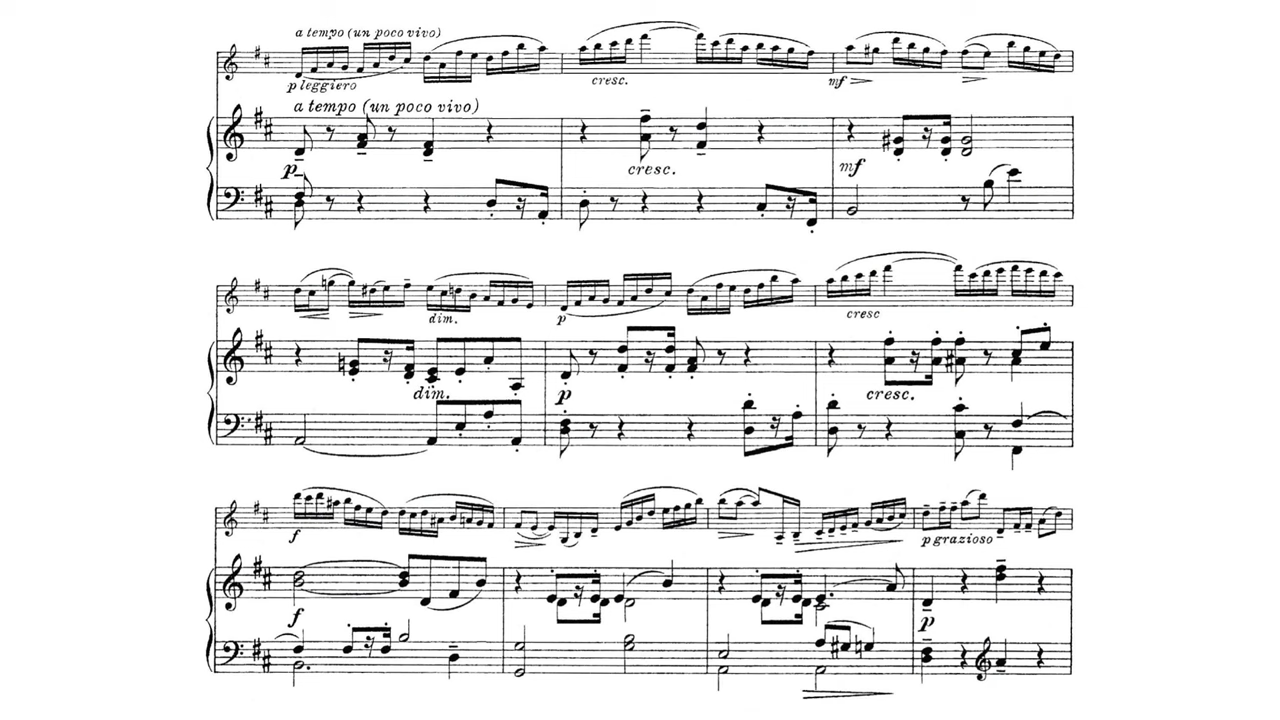 a tempo (un poco vivo)
p leggiero
cresc.
mf
a tempo (un poco vivo)
p
cresc.
mf
dim.
p
cresc
dim.
p
cresc.
f
p grazioso
f
p